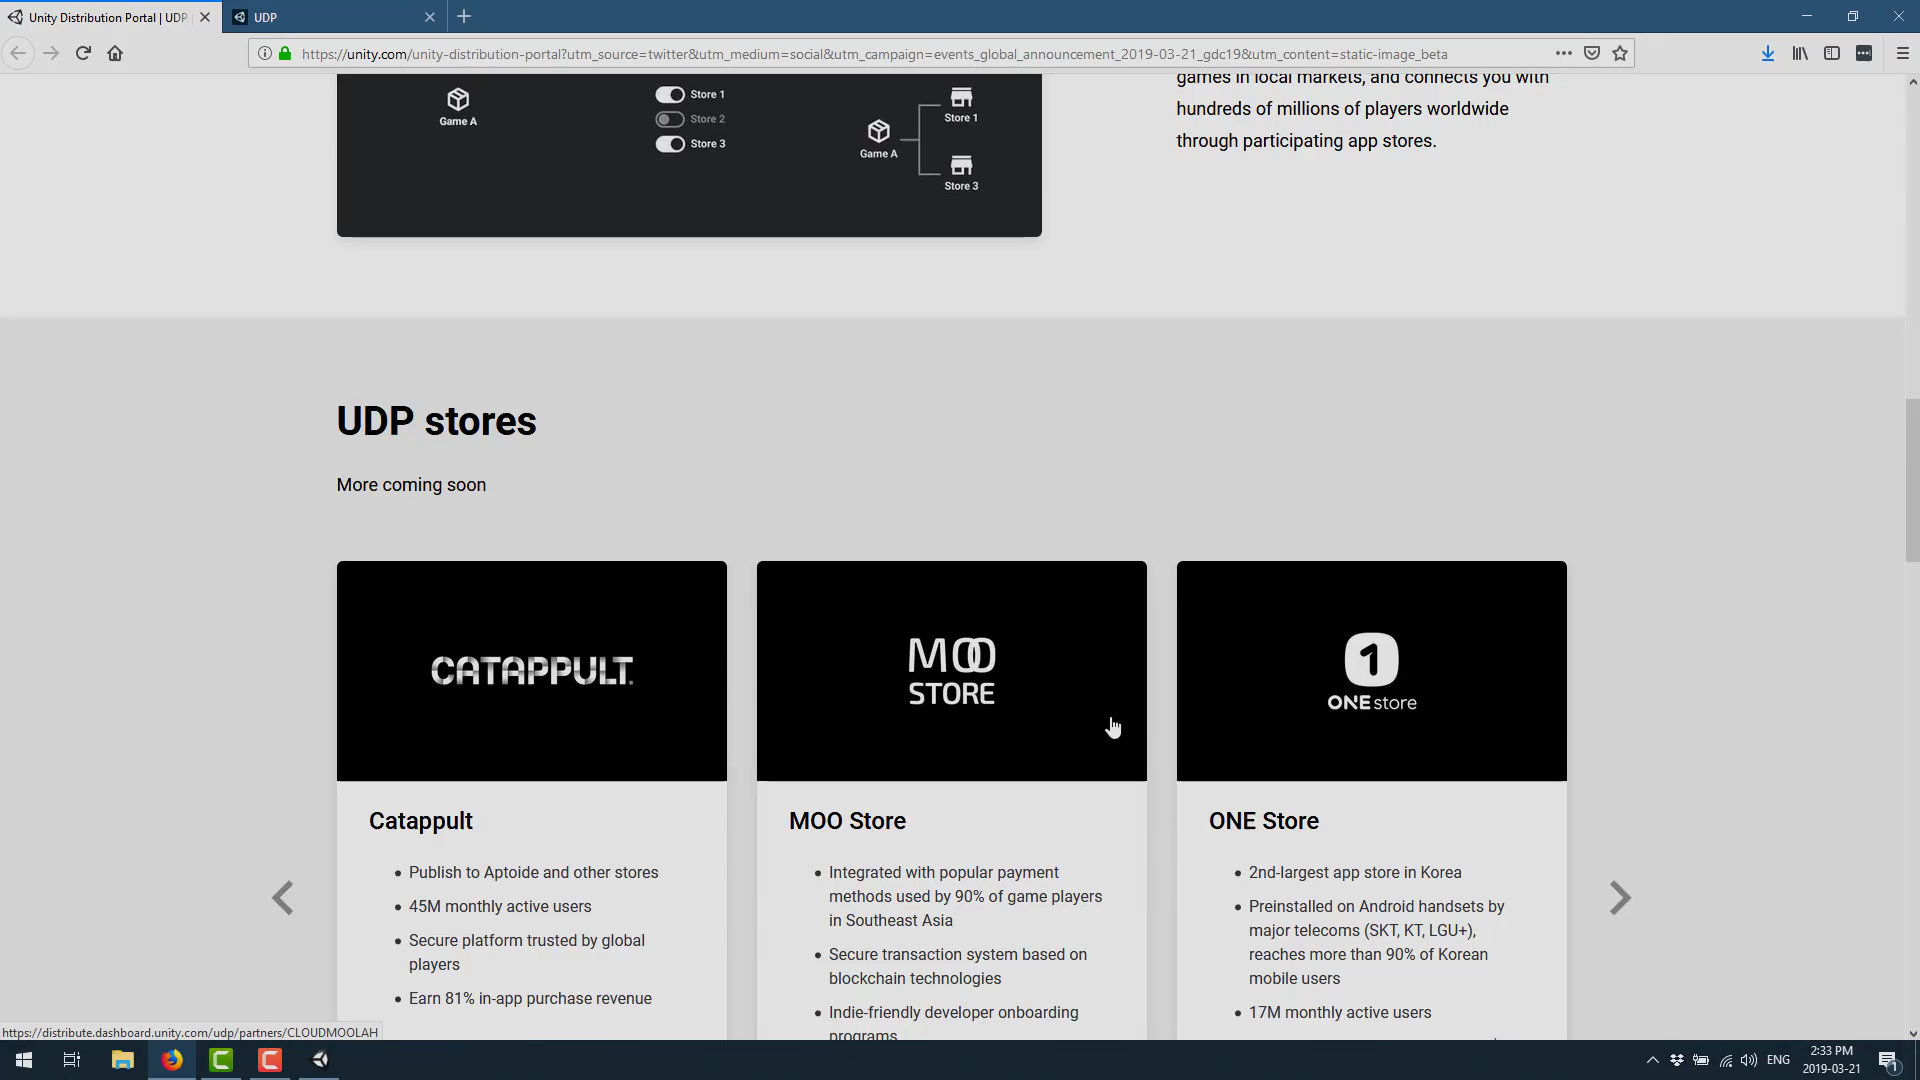 Unity Distribution Portal | UDP
UDP
https://unity.com/unity-distribution-portal?utm_source=twitter&utm_medium=social&utm_campaign=events_global_announcement_2019-03-21_gdc19&utm_content=static-image_beta
Game A
Store 1
Store 2
Store 3
Game A
Store 1
Store 3
games in local markets, and connects you with
hundreds of millions of players worldwide
through participating app stores.
UDP stores
More coming soon
CATAPPULT.
MOO
STORE
1
ONE store
Catappult
Publish to Aptoide and other stores
45M monthly active users
Secure platform trusted by global
players
Earn 81% in-app purchase revenue
MOO Store
Integrated with popular payment
methods used by 90% of game players
in Southeast Asia
Secure transaction system based on
blockchain technologies
Indie-friendly developer onboarding
programs
ONE Store
2nd-largest app store in Korea
Preinstalled on Android handsets by
major telecoms (SKT, KT, LGU+),
reaches more than 90% of Korean
mobile users
17M monthly active users
https://distribute.dashboard.unity.com/udp/partners/CLOUDMOOLAH
ENG
2:33 PM
2019-03-21
1